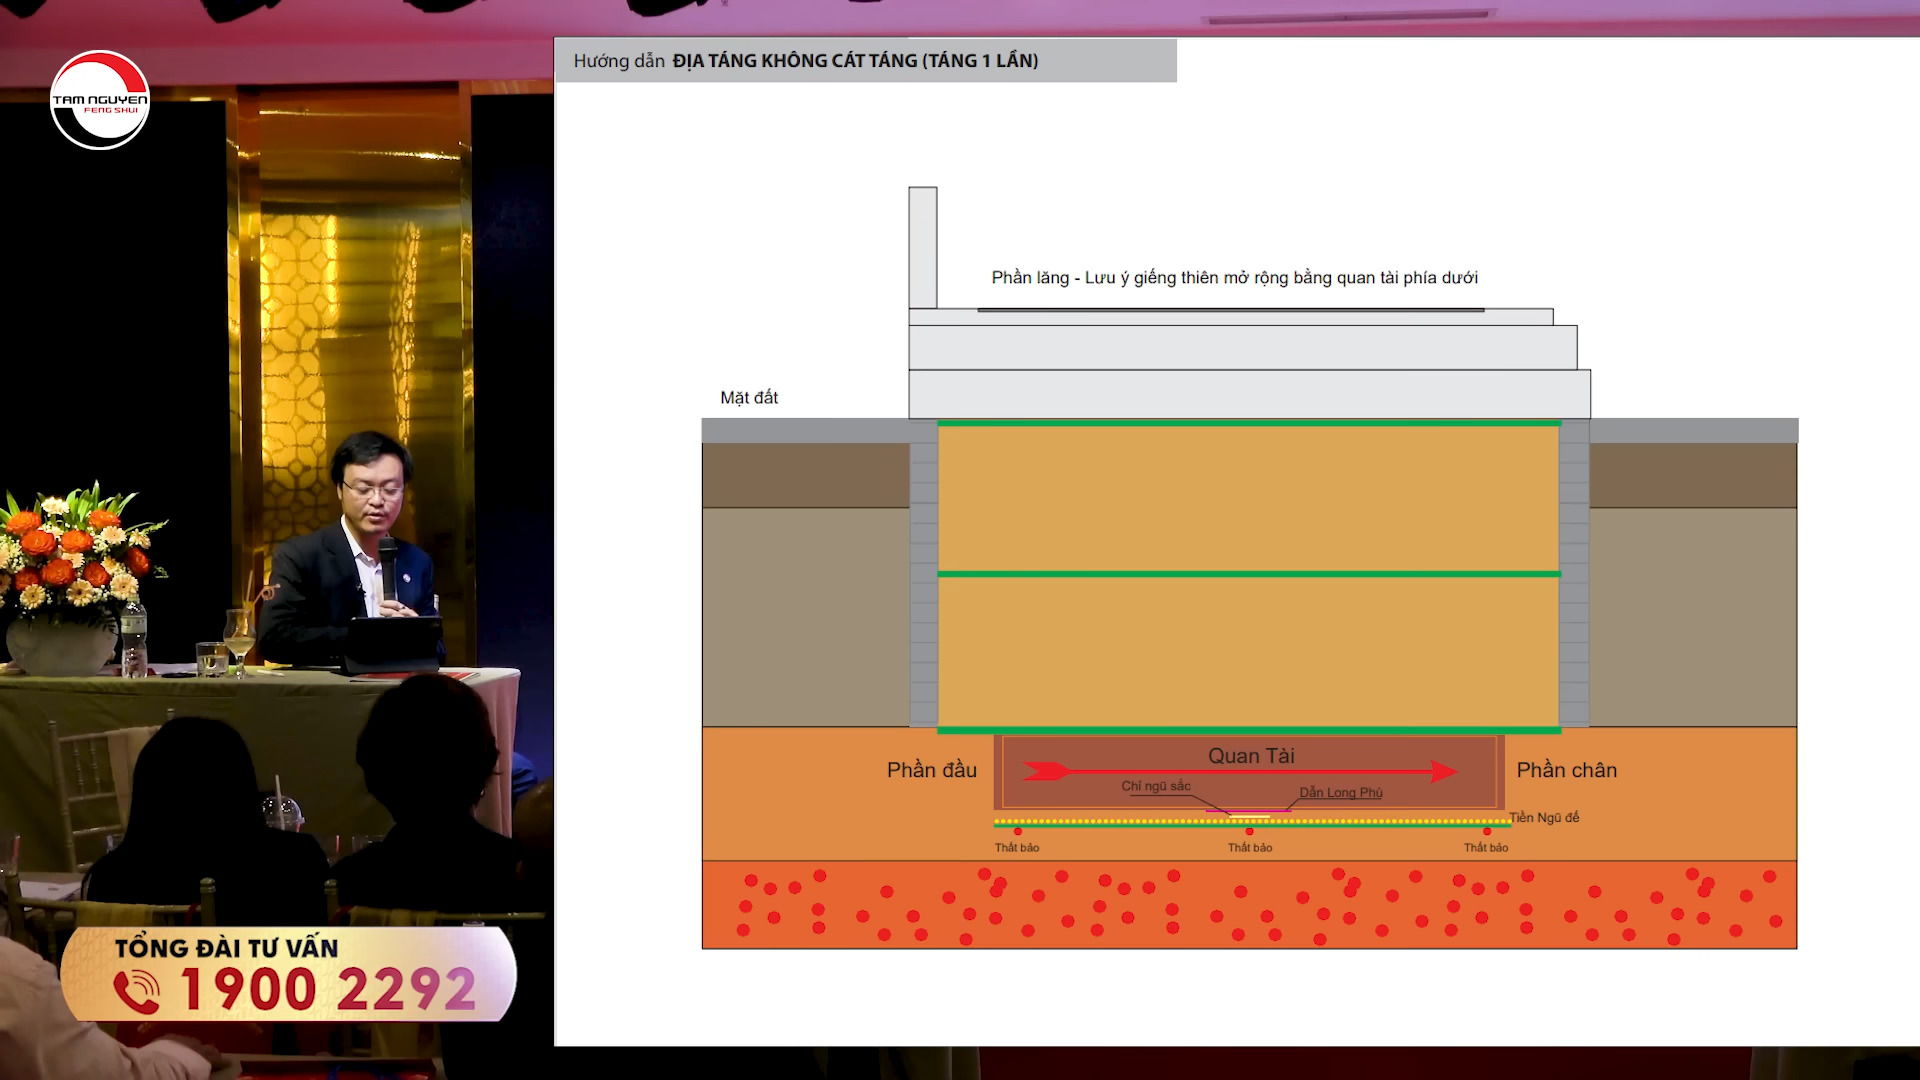 TAM NGUYEN
FENG SHUI
Hướng dẫn ĐỊA TÁNG KHÔNG CÁT TÁNG (TÁNG 1 LẦN)
Phần lăng - Lưu ý giếng thiên mở rộng bằng quan tài phía dưới
Mặt đất
Quan Tài
Phần đầu
Phần chân
Chỉ ngũ sắc
Dẫn Long Phù
Tiền Ngũ đế
Thất bảo
Thất bảo
Thất bảo
TỔNG ĐÀI TƯ VẤN
1900 2292